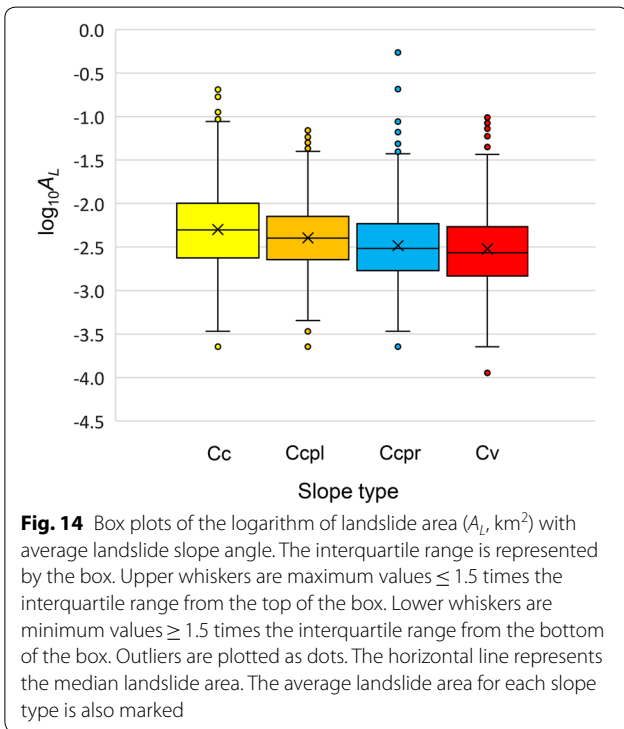 0.0
-0.5
-1.0
-1.5
-2.0
-2.5
-3.0
-3.5
-4.0
-4.5
log₁₀A_L
Cc Ccpl Ccpr Cv
Slope type
Fig. 14 Box plots of the logarithm of landslide area (A_L, km²) with
average landslide slope angle. The interquartile range is represented
by the box. Upper whiskers are maximum values ≤ 1.5 times the
interquartile range from the top of the box. Lower whiskers are
minimum values ≥ 1.5 times the interquartile range from the bottom
of the box. Outliers are plotted as dots. The horizontal line represents
the median landslide area. The average landslide area for each slope
type is also marked